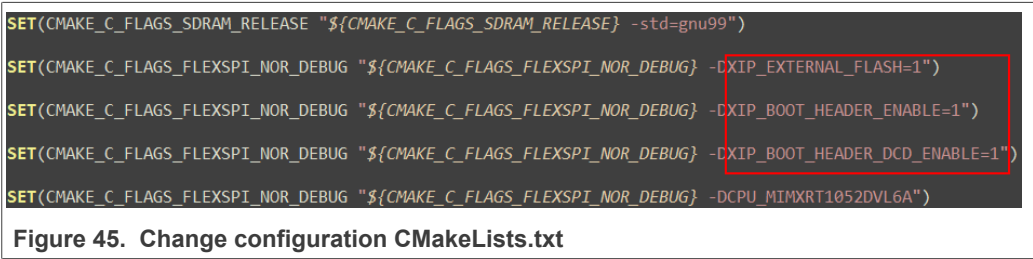 SET(CMAKE_C_FLAGS_SDRAM_RELEASE "${CMAKE_C_FLAGS_SDRAM_RELEASE} -std=gnu99")
SET(CMAKE_C_FLAGS_FLEXSPI_NOR_DEBUG "${CMAKE_C_FLAGS_FLEXSPI_NOR_DEBUG} -DXIP_EXTERNAL_FLASH=1")
SET(CMAKE_C_FLAGS_FLEXSPI_NOR_DEBUG "${CMAKE_C_FLAGS_FLEXSPI_NOR_DEBUG} -DXIP_BOOT_HEADER_ENABLE=1")
SET(CMAKE_C_FLAGS_FLEXSPI_NOR_DEBUG "${CMAKE_C_FLAGS_FLEXSPI_NOR_DEBUG} -DXIP_BOOT_HEADER_DCD_ENABLE=1")
SET(CMAKE_C_FLAGS_FLEXSPI_NOR_DEBUG "${CMAKE_C_FLAGS_FLEXSPI_NOR_DEBUG} -DCPU_MIMXRT1052DVL6A")
Figure 45. Change configuration CMakeLists.txt